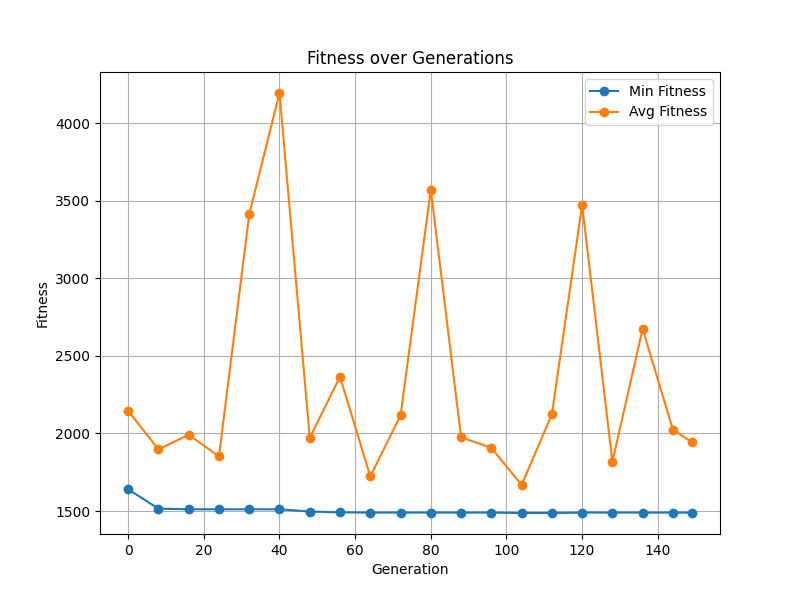 Fitness over Generations
Min Fitness
Avg Fitness
4000
3500
3000
2500
2000
1500
Fitness
0 20 40 60 80 100 120 140
Generation